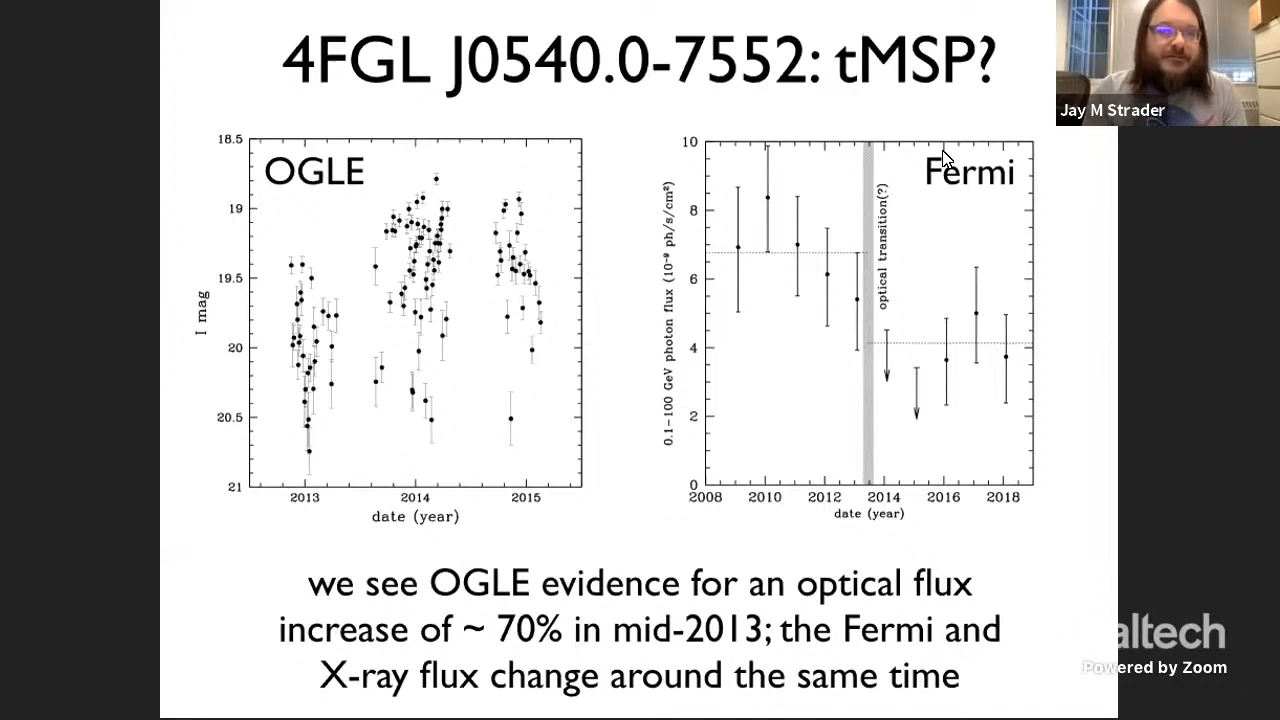 4FGL J0540.0-7552: tMSP?
Jay M Strader
OGLE
18.5
19
19.5
20
20.5
21
I mag
2013
2014
2015
date (year)
Fermi
10
8
6
4
2
0
0.1−100 GeV photon flux (10⁻⁹ ph/s/cm²)
optical transition(?)
2008
2010
2012
2014
2016
2018
date (year)
we see OGLE evidence for an optical flux
increase of ~ 70% in mid-2013; the Fermi and
X-ray flux change around the same time
altech
Powered by Zoom